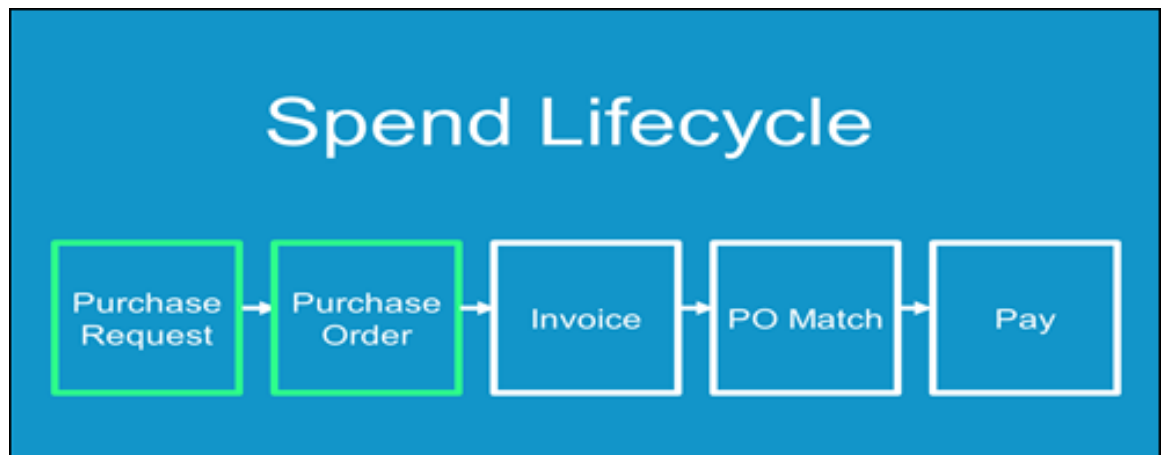 Spend Lifecycle
Purchase
Request
Purchase
Order
Invoice
PO Match
Pay